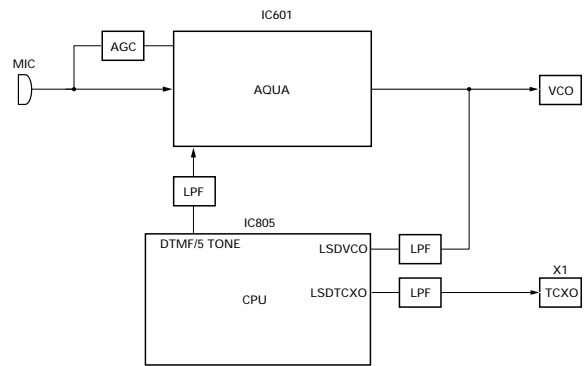 IC601
AGC
MIC
AQUA
VCO
LPF
IC805
DTMF/5 TONE
LSDVCO
LPF
X1
LSDTCXO
LPF
TCXO
CPU